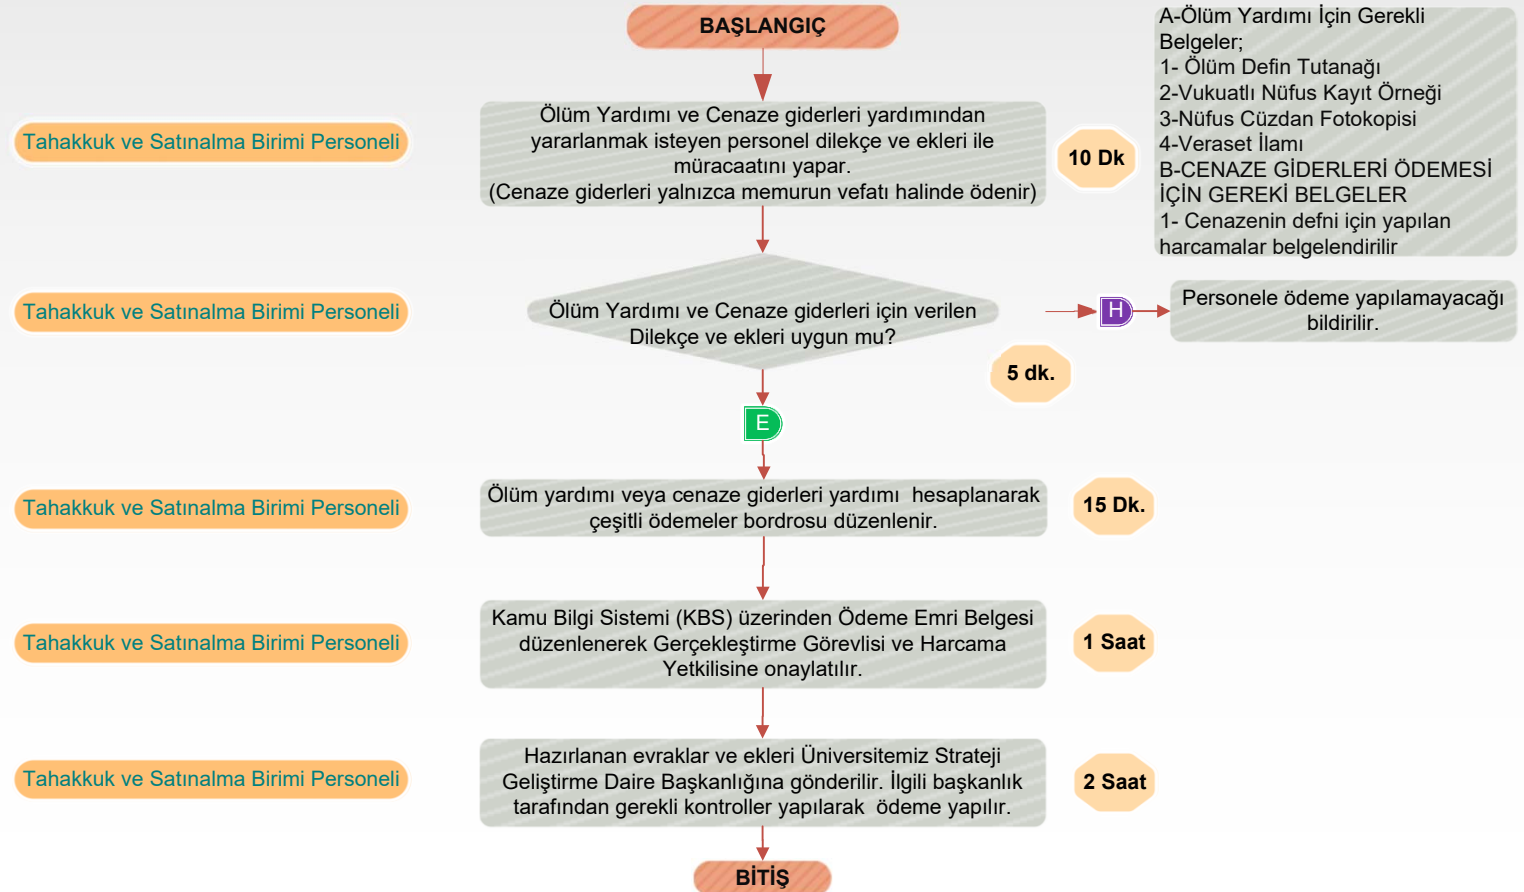 BAŞLANGIÇ
A-Ölüm Yardımı İçin Gerekli
Belgeler;
1- Ölüm Defin Tutanağı
2-Vukuatlı Nüfus Kayıt Örneği
3-Nüfus Cüzdan Fotokopisi
4-Veraset İlamı
B-CENAZE GİDERLERİ ÖDEMESİ
İÇİN GEREKİ BELGELER
1- Cenazenin defni için yapılan
harcamalar belgelendirilir
Tahakkuk ve Satınalma Birimi Personeli
Ölüm Yardımı ve Cenaze giderleri yardımından
yararlanmak isteyen personel dilekçe ve ekleri ile
müracaatını yapar.
(Cenaze giderleri yalnızca memurun vefatı halinde ödenir)
10 Dk
Tahakkuk ve Satınalma Birimi Personeli
Ölüm Yardımı ve Cenaze giderleri için verilen
Dilekçe ve ekleri uygun mu?
H
Personele ödeme yapılamayacağı
bildirilir.
5 dk.
E
Tahakkuk ve Satınalma Birimi Personeli
Ölüm yardımı veya cenaze giderleri yardımı  hesaplanarak
çeşitli ödemeler bordrosu düzenlenir.
15 Dk.
Tahakkuk ve Satınalma Birimi Personeli
Kamu Bilgi Sistemi (KBS) üzerinden Ödeme Emri Belgesi
düzenlenerek Gerçekleştirme Görevlisi ve Harcama
Yetkilisine onaylatılır.
1 Saat
Tahakkuk ve Satınalma Birimi Personeli
Hazırlanan evraklar ve ekleri Üniversitemiz Strateji
Geliştirme Daire Başkanlığına gönderilir. İlgili başkanlık
tarafından gerekli kontroller yapılarak  ödeme yapılır.
2 Saat
BİTİŞ